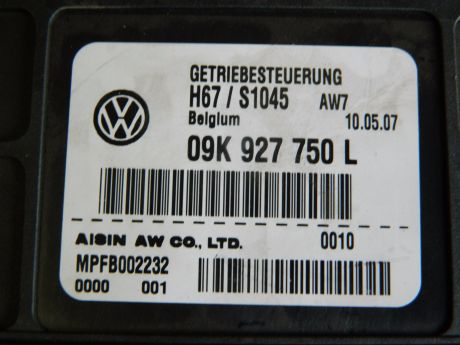 GETRIEBESTEUERUNG
H67 / S1045 AW7
Belgium 10.05.07
09K 927 750 L
AISIN AW CO., LTD. 0010
MPFB002232
0000 001